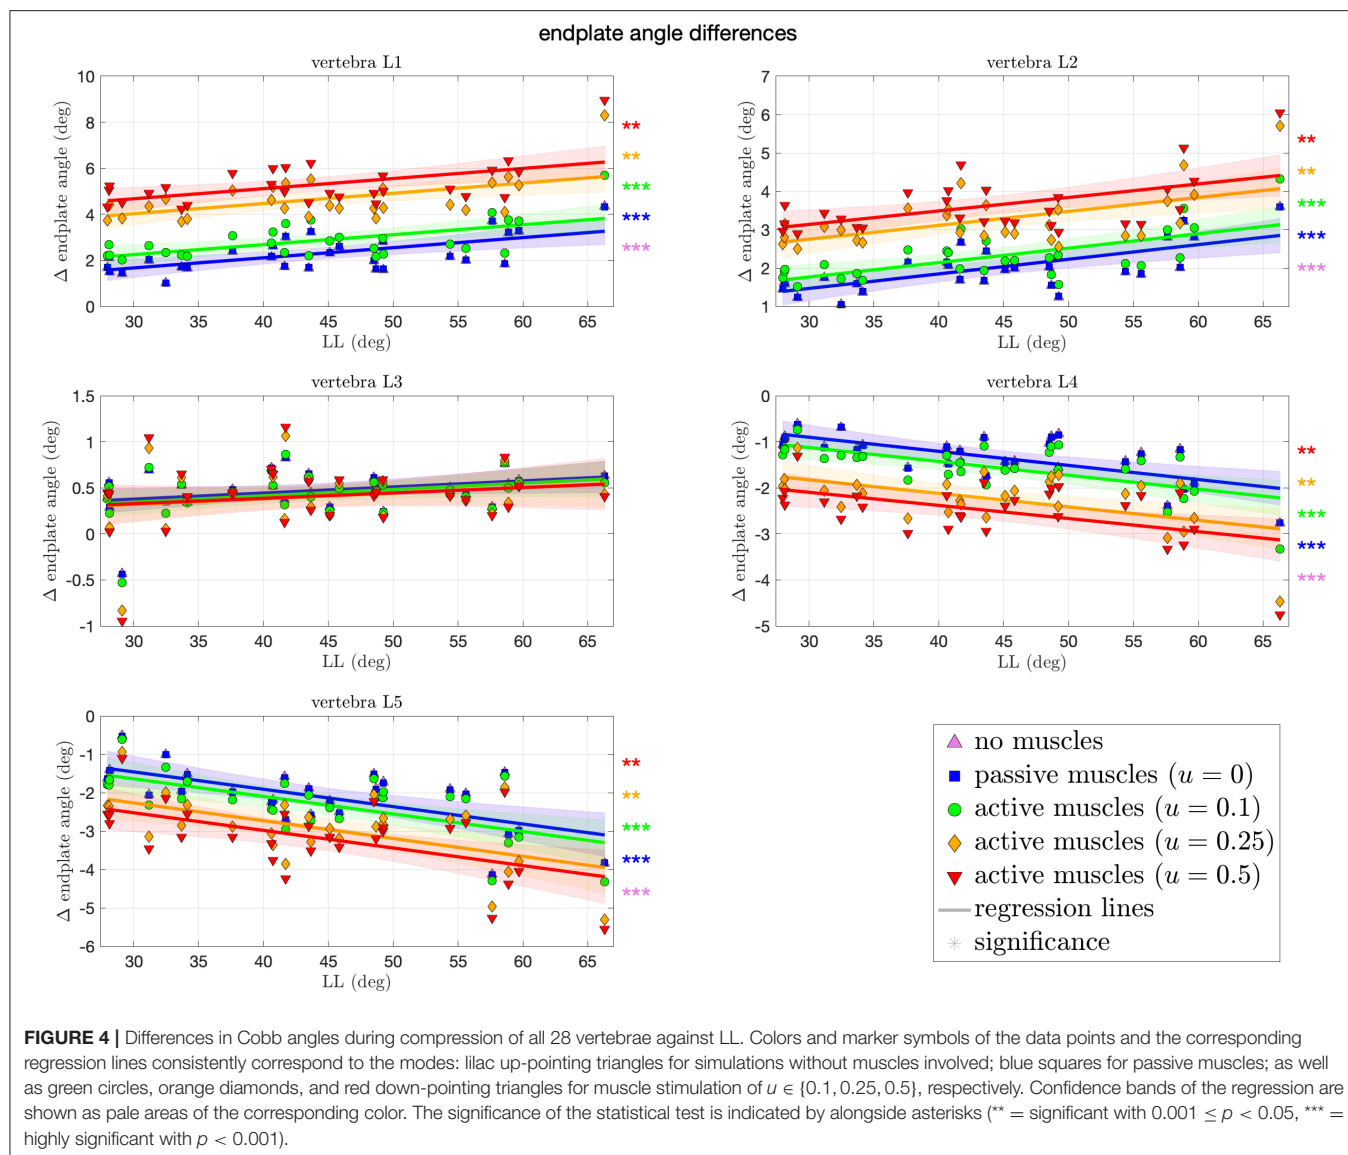 endplate angle differences
vertebra L1
10
8
6
4
2
0
Δ endplate angle (deg)
**
**
***
***
***
30 35 40 45 50 55 60 65
LL (deg)
vertebra L2
7
6
5
4
3
2
1
Δ endplate angle (deg)
**
**
***
***
***
30 35 40 45 50 55 60 65
LL (deg)
vertebra L3
1.5
1
0.5
0
-0.5
-1
Δ endplate angle (deg)
30 35 40 45 50 55 60 65
LL (deg)
vertebra L4
0
-1
-2
-3
-4
-5
Δ endplate angle (deg)
**
**
***
***
***
30 35 40 45 50 55 60 65
LL (deg)
vertebra L5
0
-1
-2
-3
-4
-5
-6
Δ endplate angle (deg)
**
**
***
***
***
30 35 40 45 50 55 60 65
LL (deg)
no muscles
passive muscles (u = 0)
active muscles (u = 0.1)
active muscles (u = 0.25)
active muscles (u = 0.5)
regression lines
significance
FIGURE 4 | Differences in Cobb angles during compression of all 28 vertebrae against LL. Colors and marker symbols of the data points and the corresponding
regression lines consistently correspond to the modes: lilac up-pointing triangles for simulations without muscles involved; blue squares for passive muscles; as well
as green circles, orange diamonds, and red down-pointing triangles for muscle stimulation of u ∈ {0.1, 0.25, 0.5}, respectively. Confidence bands of the regression are
shown as pale areas of the corresponding color. The significance of the statistical test is indicated by alongside asterisks (** = significant with 0.001 ≤ p < 0.05, *** =
highly significant with p < 0.001).